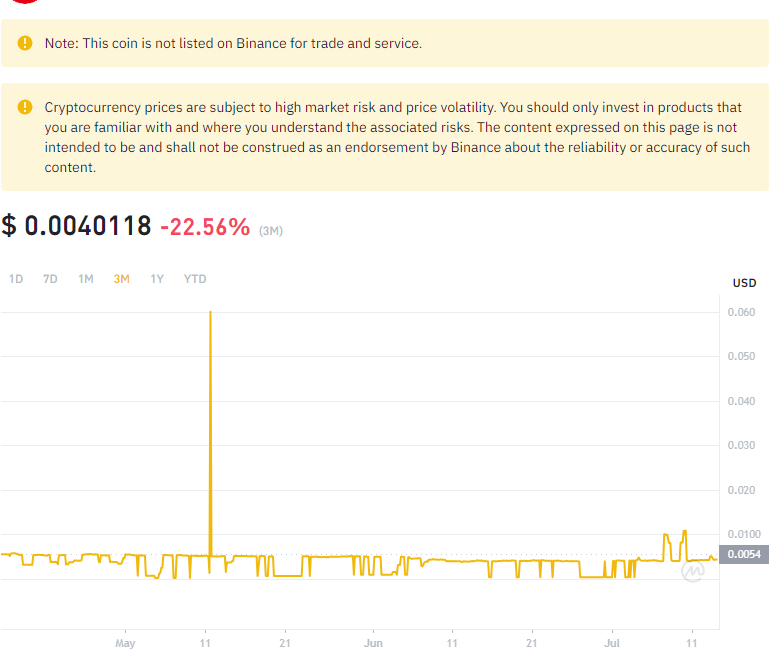 Note: This coin is not listed on Binance for trade and service.
Cryptocurrency prices are subject to high market risk and price volatility. You should only invest in products that
you are familiar with and where you understand the associated risks. The content expressed on this page is not
intended to be and shall not be construed as an endorsement by Binance about the reliability or accuracy of such
content.
$ 0.0040118 -22.56% (3M)
1D 7D 1M 3M 1Y YTD
USD
0.060
0.050
0.040
0.030
0.020
0.0100
0.0054
May 11 21 Jun 11 21 Jul 11